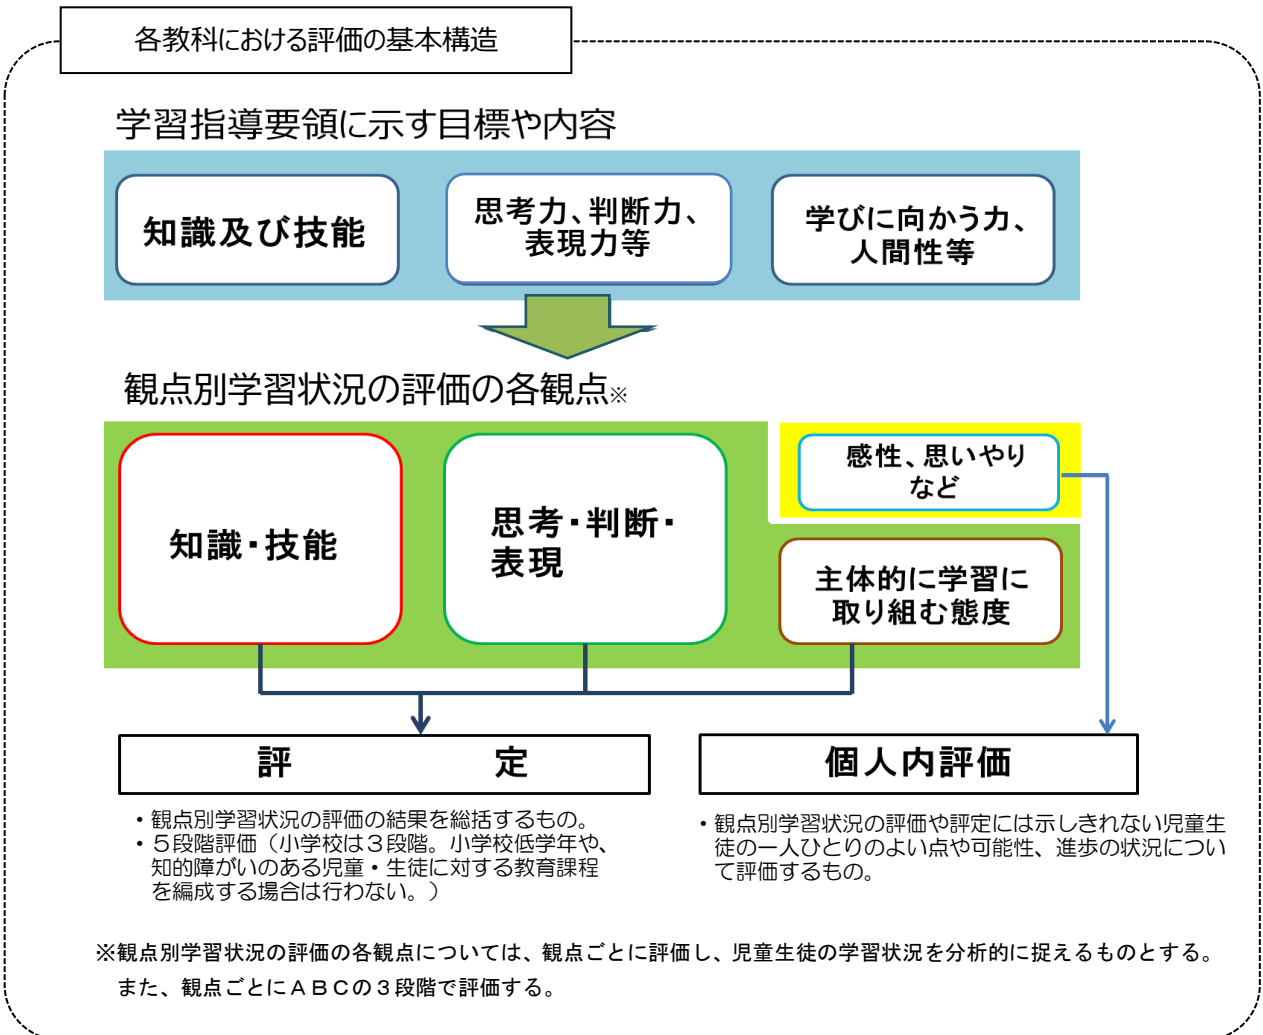 各教科における評価の基本構造
学習指導要領に示す目標や内容
知識及び技能
思考力、判断力、
表現力等
学びに向かう力、
人間性等
観点別学習状況の評価の各観点※
知識・技能
思考・判断・
表現
感性、思いやり
など
主体的に学習に
取り組む態度
評　定
個人内評価
・観点別学習状況の評価の結果を総括するもの。
・５段階評価（小学校は３段階。小学校低学年や、
知的障がいのある児童・生徒に対する教育課程
を編成する場合は行わない。）
・観点別学習状況の評価や評定には示しきれない児童生
徒の一人ひとりのよい点や可能性、進歩の状況につい
て評価するもの。
※観点別学習状況の評価の各観点については、観点ごとに評価し、児童生徒の学習状況を分析的に捉えるものとする。
また、観点ごとにＡＢＣの３段階で評価する。